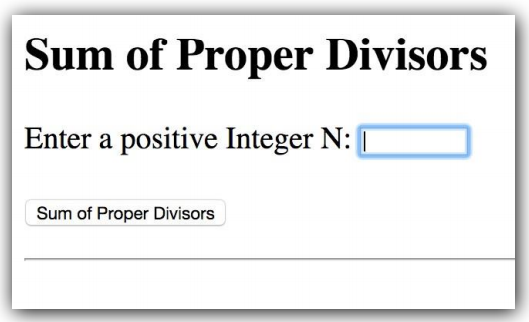 Sum of Proper Divisors
Enter a positive Integer N:
Sum of Proper Divisors